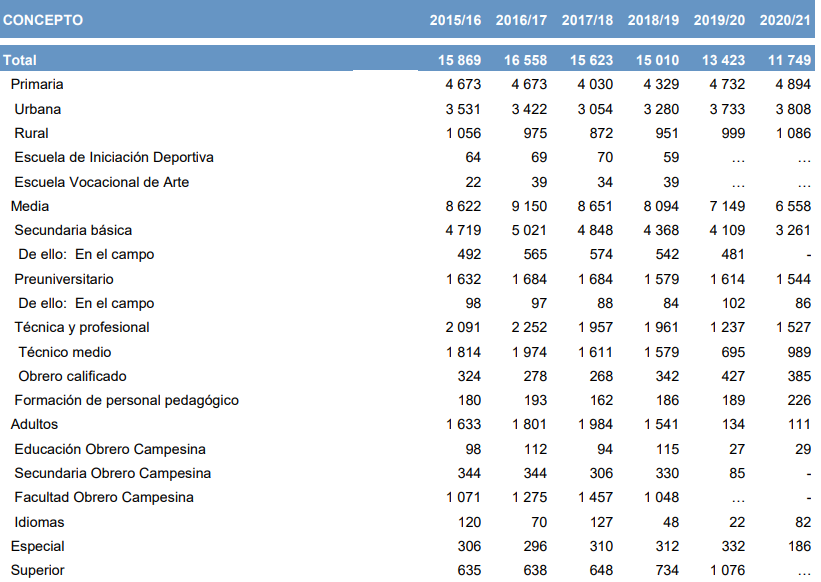 CONCEPTO 2015/16 2016/17 2017/18 2018/19 2019/20 2020/21
Total 15 869 16 558 15 623 15 010 13 423 11 749
Primaria 4 673 4 673 4 030 4 329 4 732 4 894
Urbana 3 531 3 422 3 054 3 280 3 733 3 808
Rural 1 056 975 872 951 999 1 086
Escuela de Iniciación Deportiva 64 69 70 59 … …
Escuela Vocacional de Arte 22 39 34 39 … …
Media 8 622 9 150 8 651 8 094 7 149 6 558
Secundaria básica 4 719 5 021 4 848 4 368 4 109 3 261
De ello: En el campo 492 565 574 542 481 -
Preuniversitario 1 632 1 684 1 684 1 579 1 614 1 544
De ello: En el campo 98 97 88 84 102 86
Técnica y profesional 2 091 2 252 1 957 1 961 1 237 1 527
Técnico medio 1 814 1 974 1 611 1 579 695 989
Obrero calificado 324 278 268 342 427 385
Formación de personal pedagógico 180 193 162 186 189 226
Adultos 1 633 1 801 1 984 1 541 134 111
Educación Obrero Campesina 98 112 94 115 27 29
Secundaria Obrero Campesina 344 344 306 330 85 -
Facultad Obrero Campesina 1 071 1 275 1 457 1 048 … -
Idiomas 120 70 127 48 22 82
Especial 306 296 310 312 332 186
Superior 635 638 648 734 1 076 …